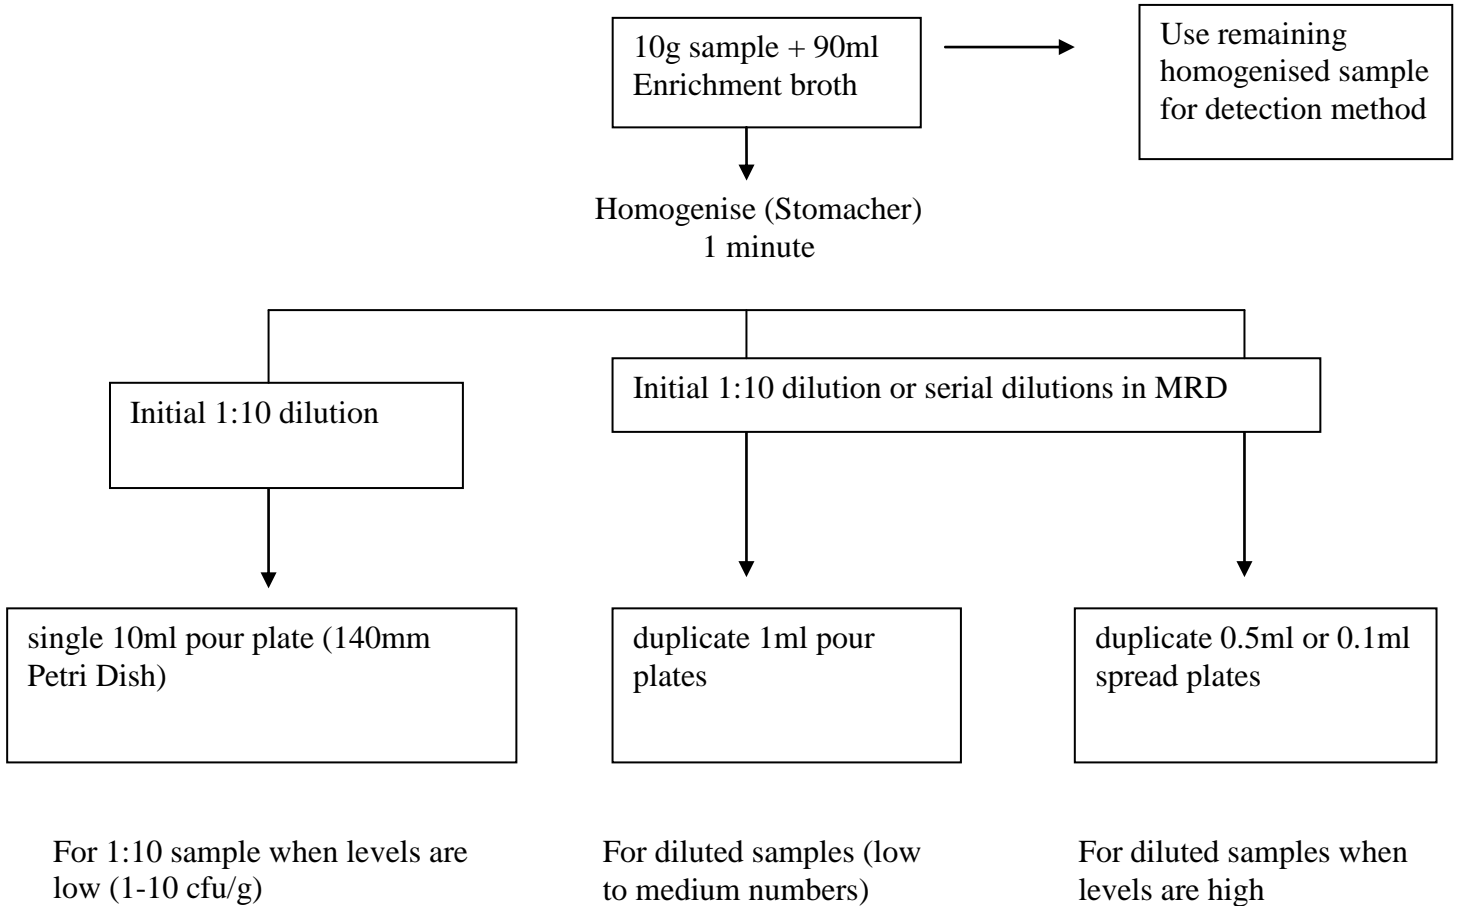 10g sample + 90ml
Enrichment broth
Use remaining
homogenised sample
for detection method
Homogenise (Stomacher)
1 minute
Initial 1:10 dilution
Initial 1:10 dilution or serial dilutions in MRD
single 10ml pour plate (140mm
Petri Dish)
duplicate 1ml pour
plates
duplicate 0.5ml or 0.1ml
spread plates
For 1:10 sample when levels are
low (1-10 cfu/g)
For diluted samples (low
to medium numbers)
For diluted samples when
levels are high